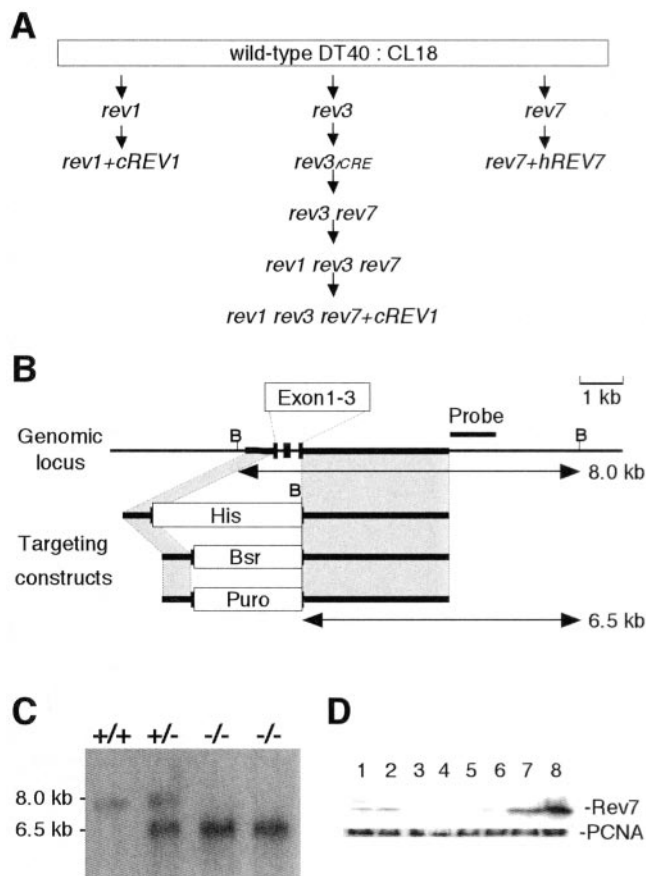 A
wild-type DT40 : CL18
rev1 rev3 rev7
rev1+cREV1 rev3/CRE rev7+hREV7
rev3 rev7
rev1 rev3 rev7
rev1 rev3 rev7+cREV1
B
Exon1-3
1 kb
Probe
Genomic locus
B B
8.0 kb
B
His
Targeting constructs
Bsr
Puro
6.5 kb
C
+/+ +/- -/- -/-
8.0 kb
6.5 kb
D
1 2 3 4 5 6 7 8
-Rev7
-PCNA